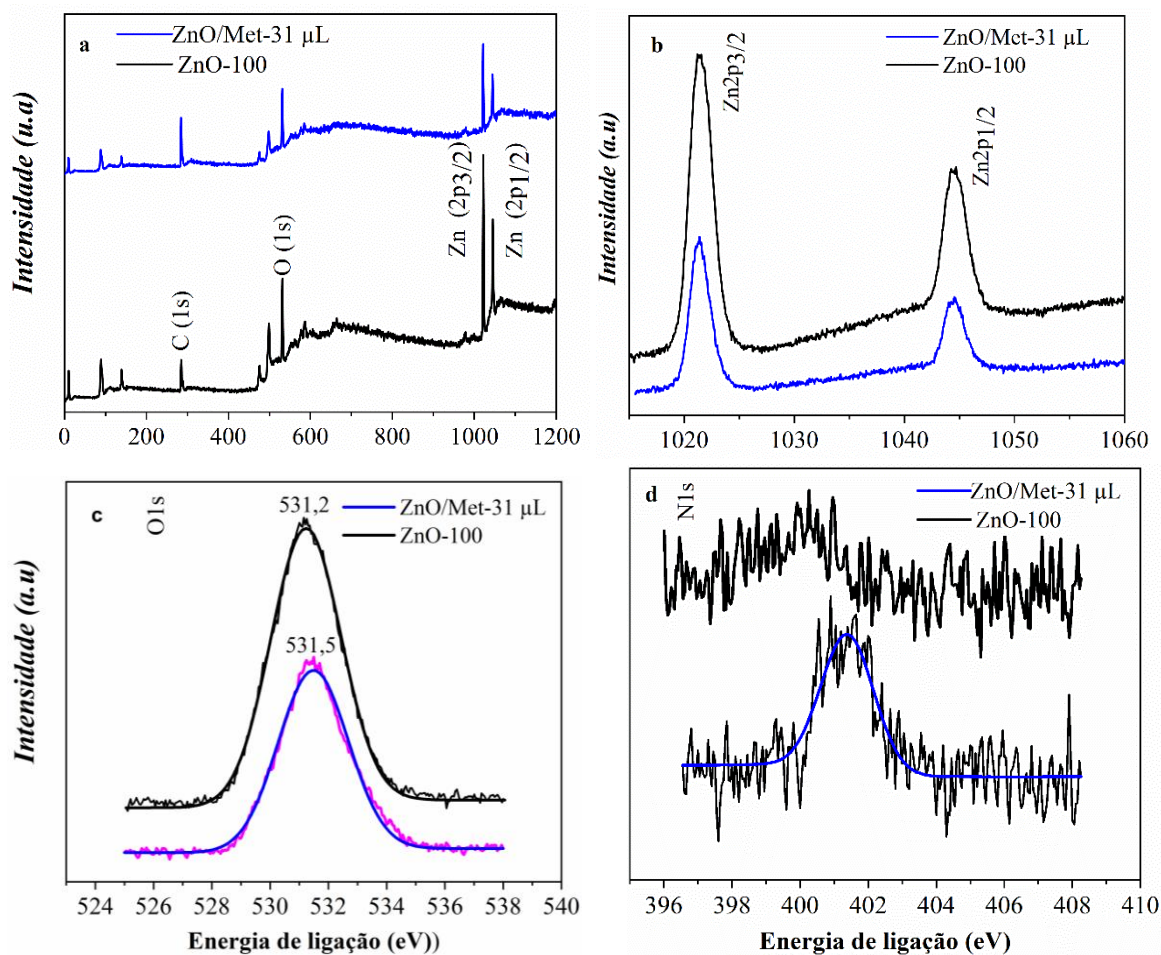 a
ZnO/Met-31 µL
ZnO-100
Intensidade (u.a)
C (1s)
O (1s)
Zn (2p3/2)
Zn (2p1/2)
0 200 400 600 800 1000 1200
b
ZnO/Met-31 µL
ZnO-100
Intensidade (a.u)
Zn2p3/2
Zn2p1/2
1020 1030 1040 1050 1060
c
O1s
531,2
531,5
ZnO/Met-31 µL
ZnO-100
Intensidade (a.u)
524 526 528 530 532 534 536 538 540
Energia de ligação (eV))
d
N1s
ZnO/Met-31 µL
ZnO-100
396 398 400 402 404 406 408 410
Energia de ligação (eV)